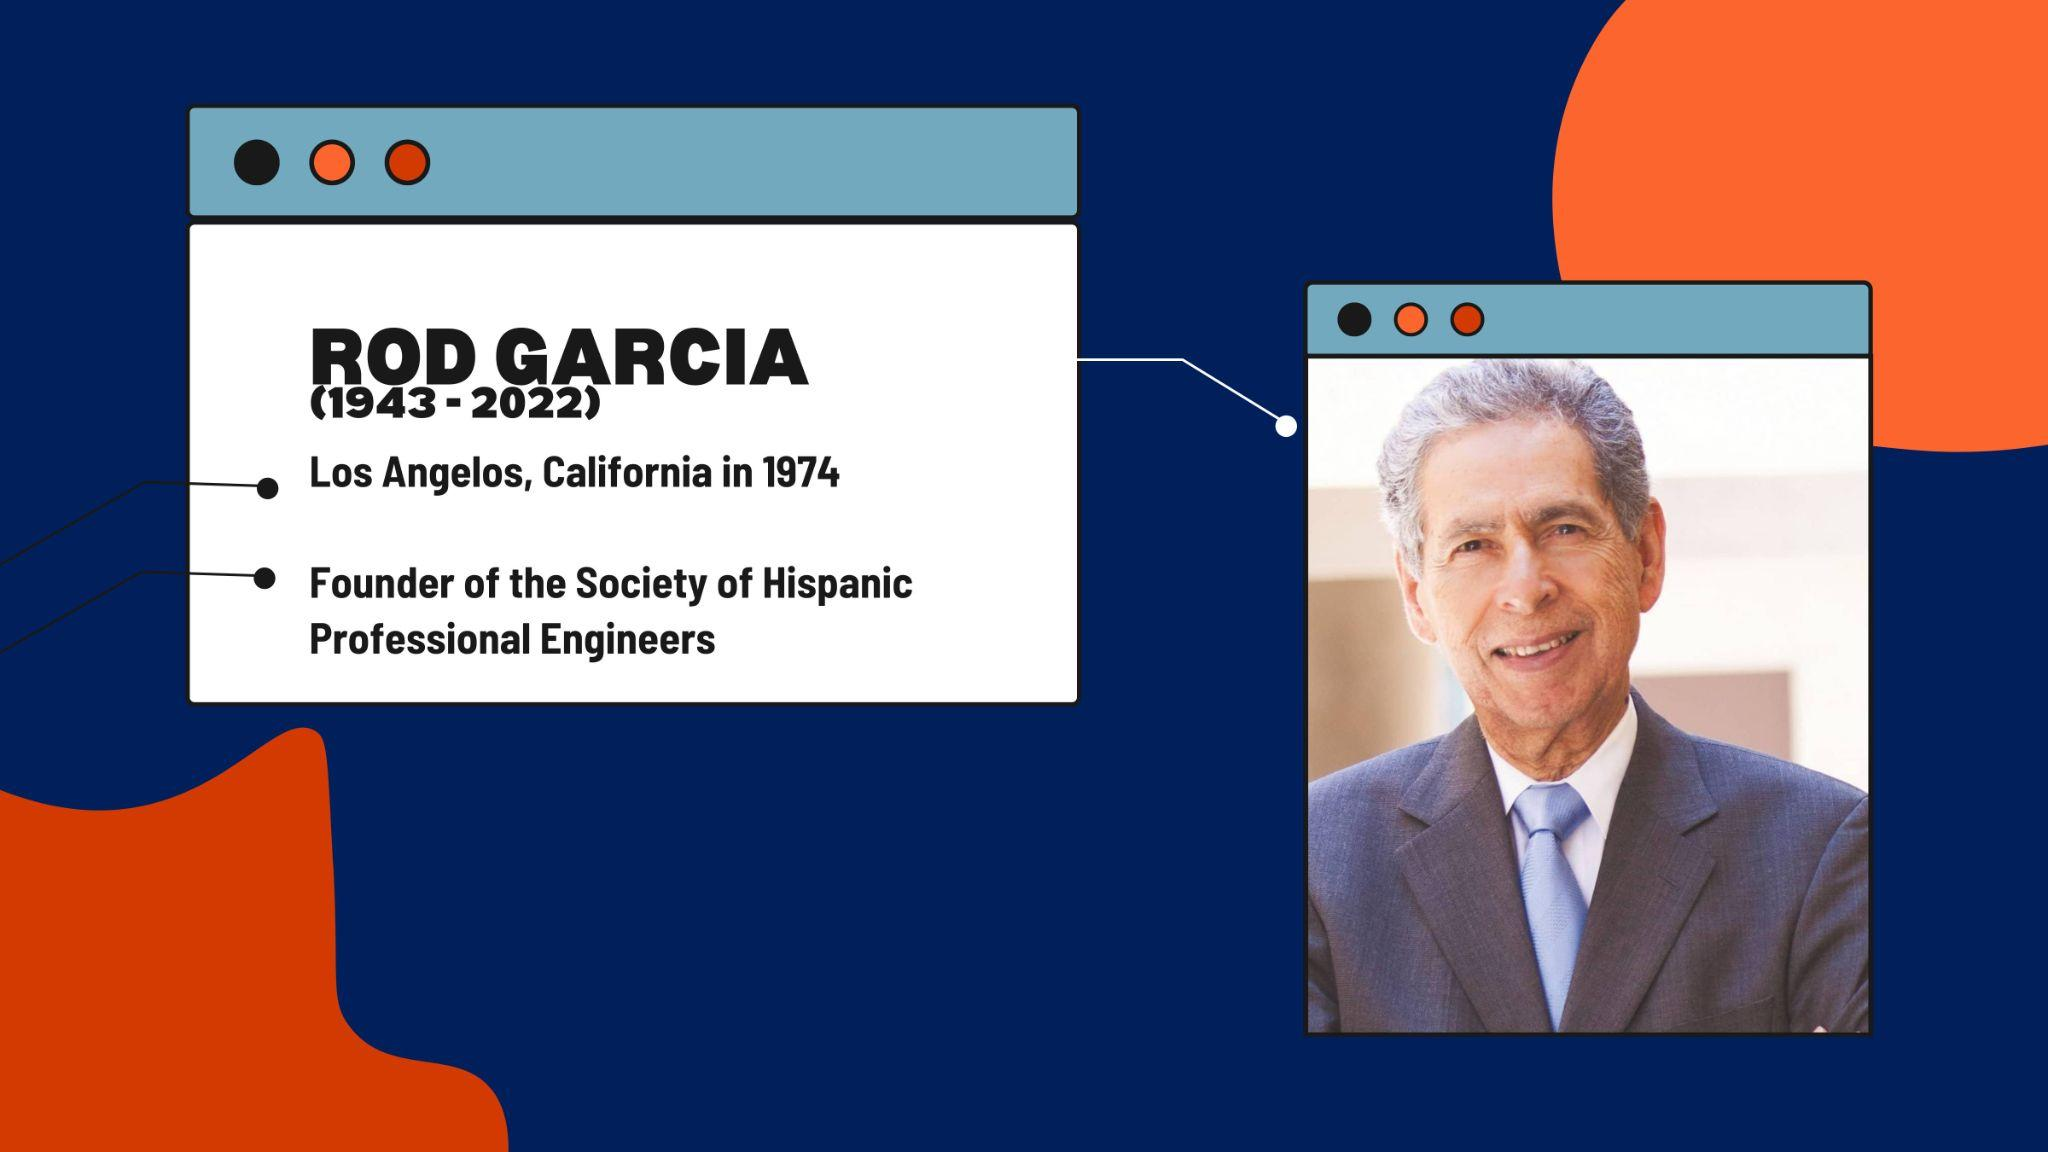 ROD GARCIA
(1943 - 2022)
Los Angelos, California in 1974
Founder of the Society of Hispanic
Professional Engineers